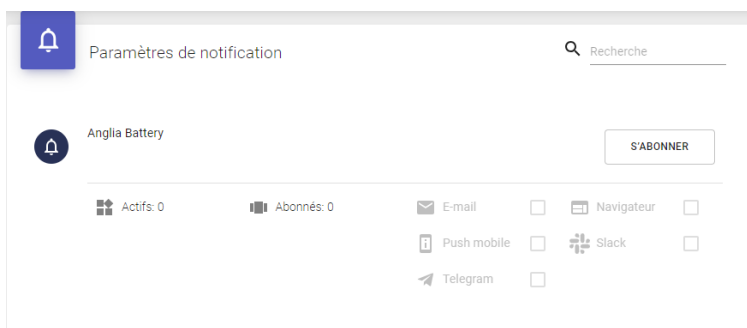 Paramètres de notification
Recherche
Anglia Battery
S'ABONNER
Actifs: 0
Abonnés: 0
E-mail
Navigateur
Push mobile
Slack
Telegram